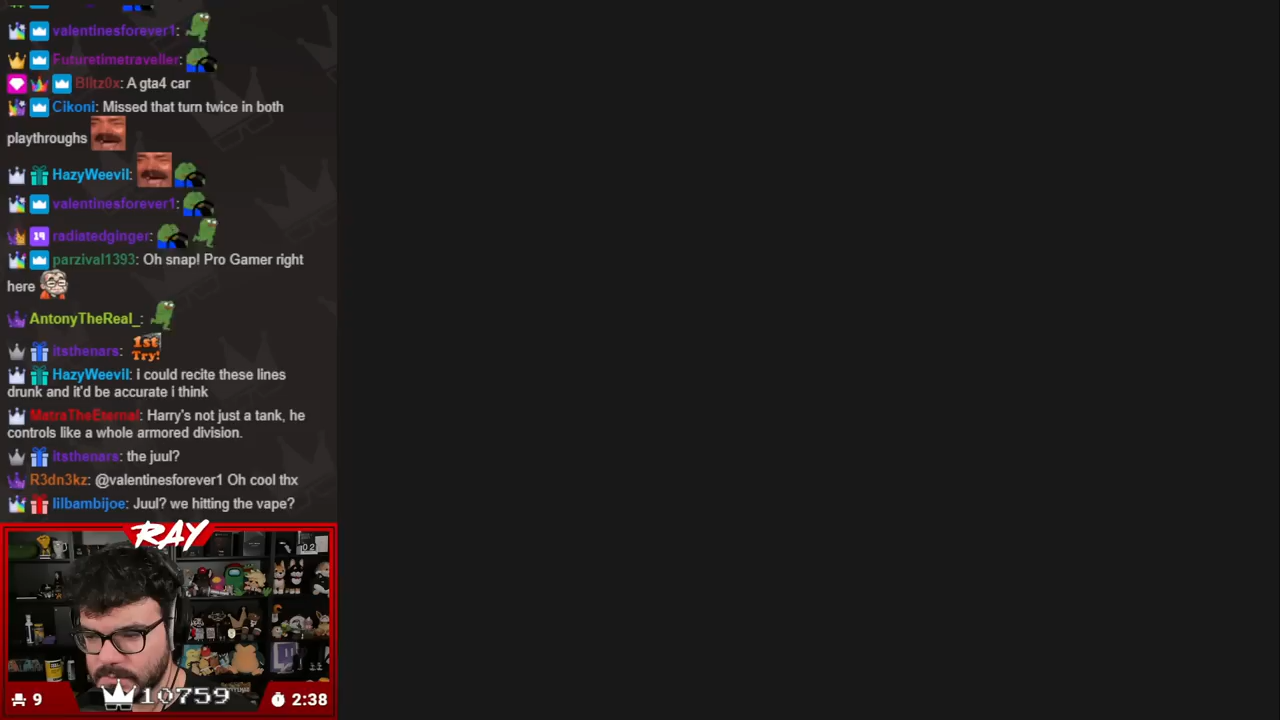 valentinesforever1:
Futuretimetraveller:
Bl1tz0x: A gta4 car
Cikoni: Missed that turn twice in both
playthroughs
HazyWeevil:
valentinesforever1:
19 radiatedginger:
parzival1393: Oh snap! Pro Gamer right
here
AntonyTheReal_:
itsthenars: 1st
Try!
HazyWeevil: i could recite these lines
drunk and it'd be accurate i think
MatraTheEternal: Harry's not just a tank, he
controls like a whole armored division.
itsthenars: the juul?
R3dn3kz: @valentinesforever1 Oh cool thx
lilbambijoe: Juul? we hitting the vape?
RAY
9
10759
2:38